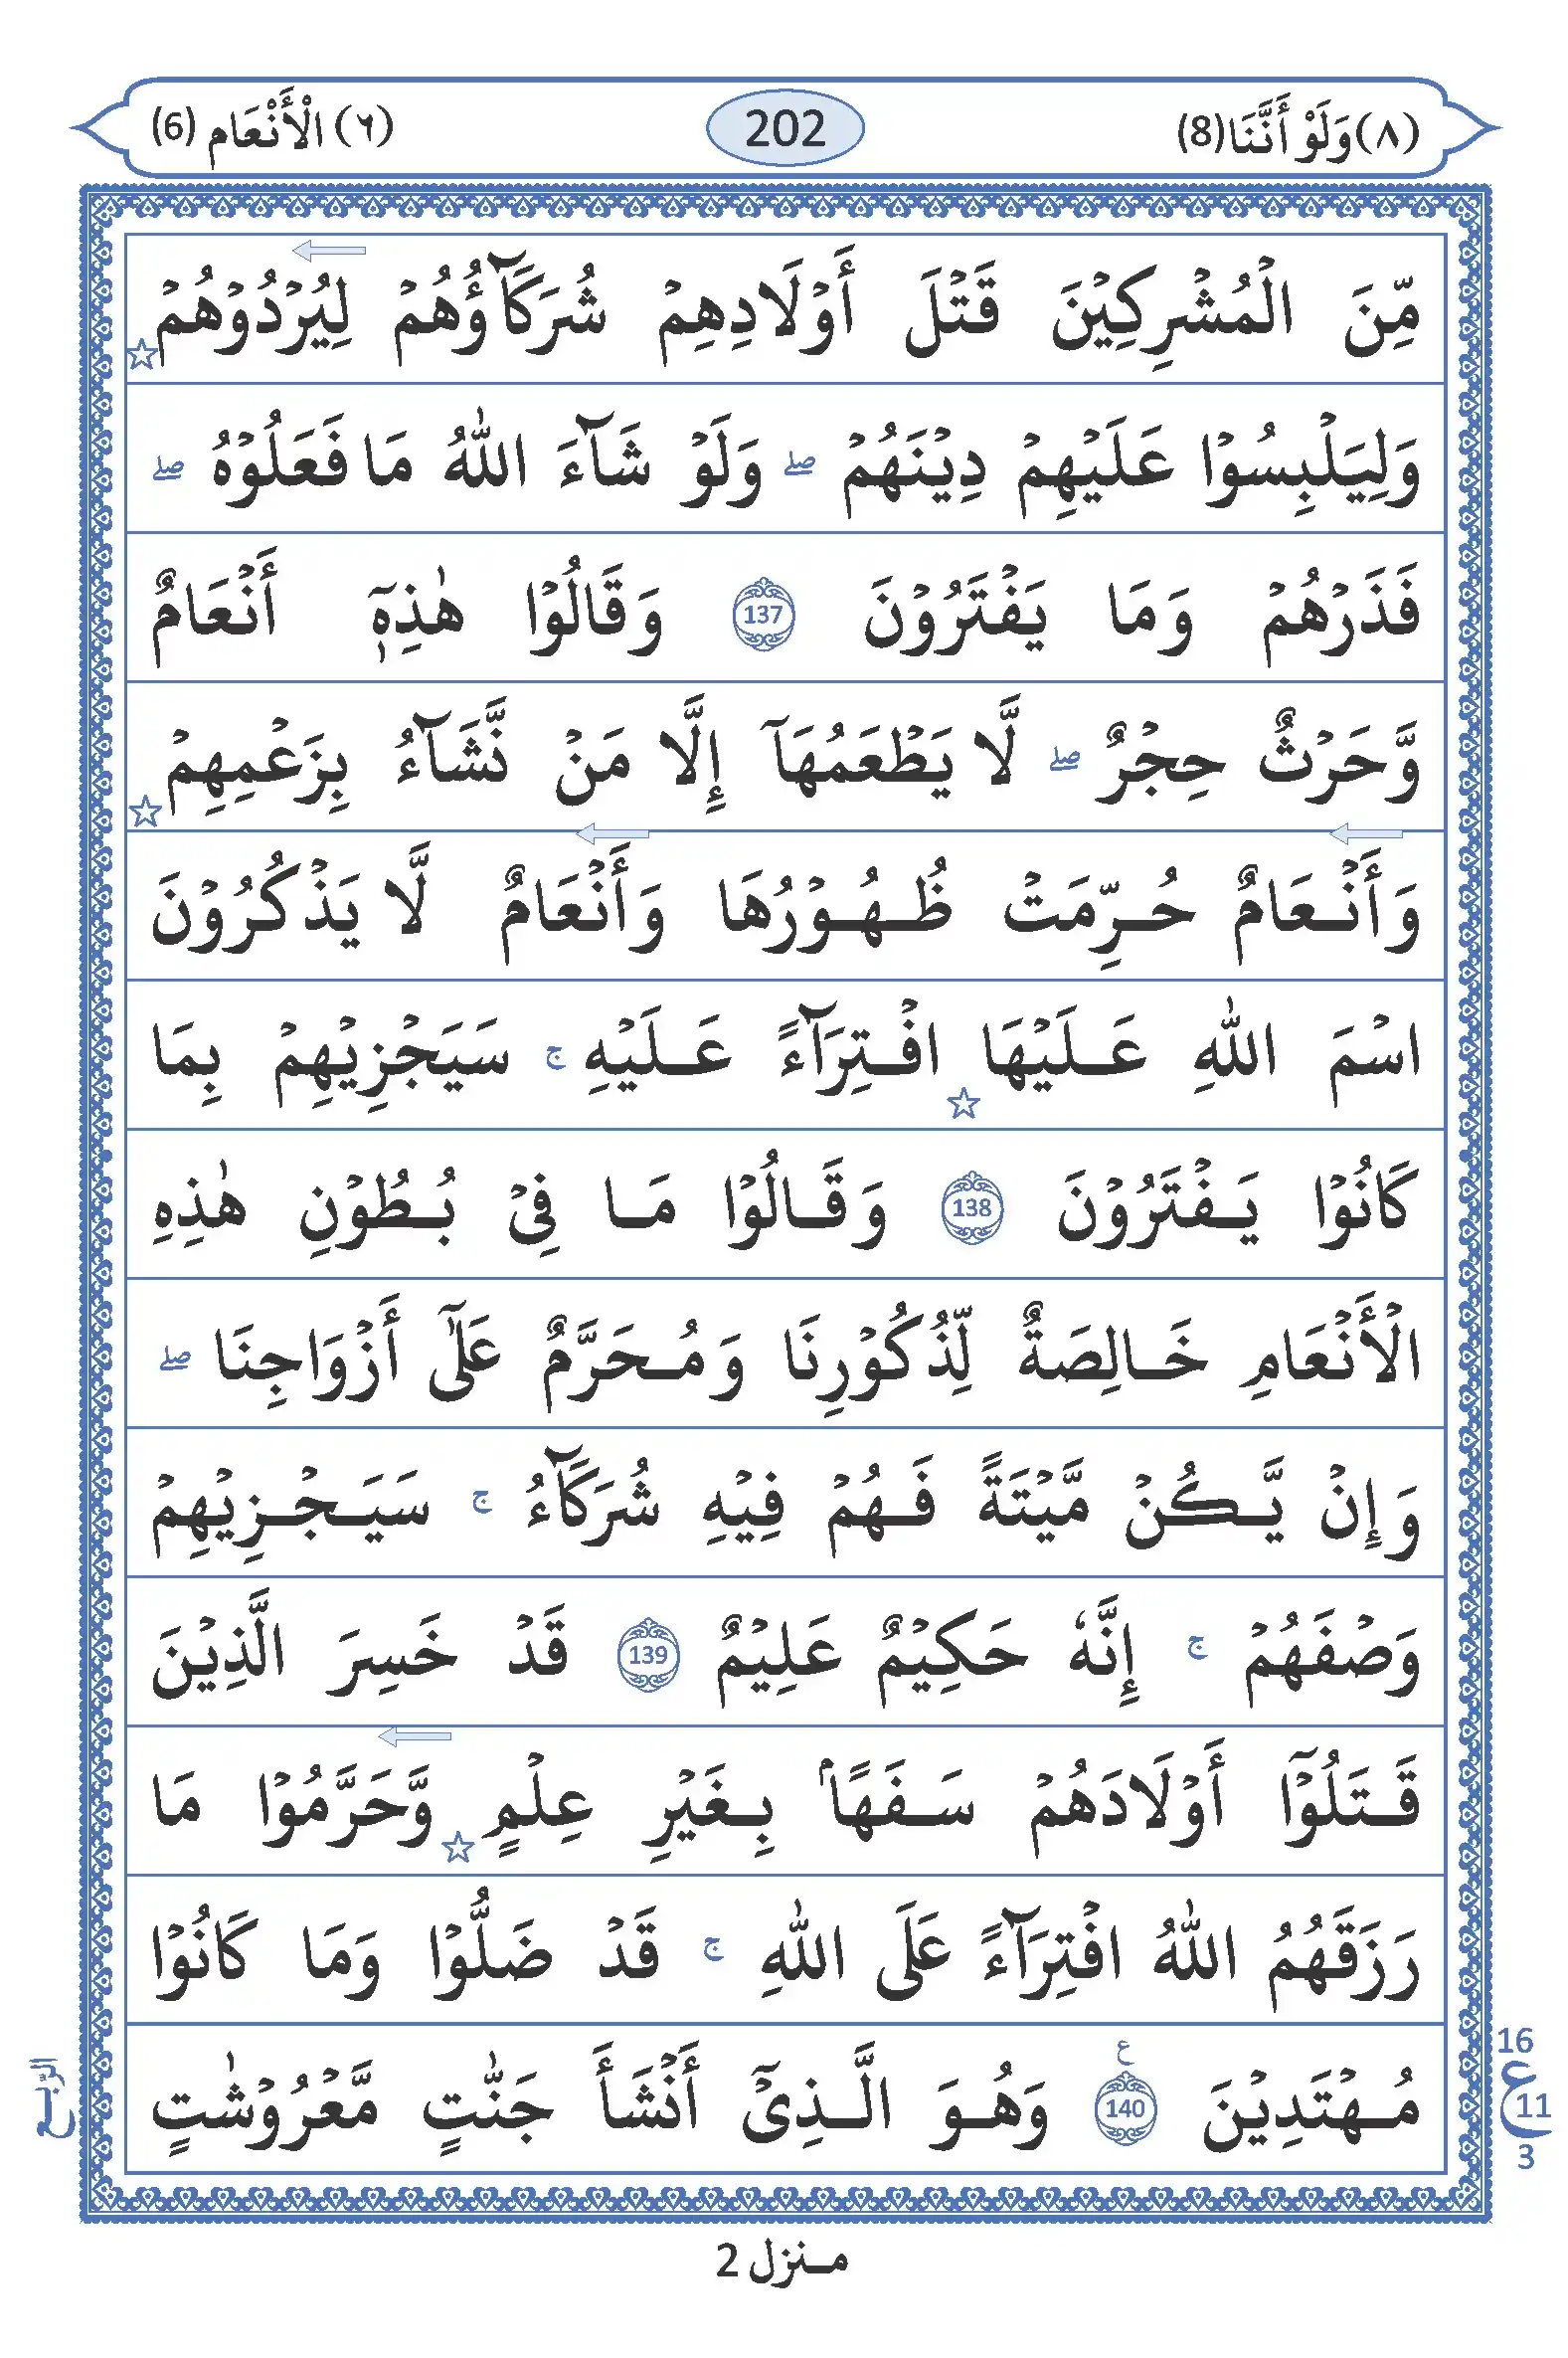 (٨) وَلَوْ أَنَّنَا (8) 202 (٦) الْأَنْعَام (6)
مِّنَ الْمُشْرِكِيْنَ قَتْلَ أَوْلَادِهِمْ شُرَكَآؤُهُمْ لِيُرْدُوْهُمْ ☆
وَلِيَلْبِسُوْا عَلَيْهِمْ دِيْنَهُمْ ۖ وَلَوْ شَآءَ اللّٰهُ مَا فَعَلُوْهُ ۖ
فَذَرْهُمْ وَمَا يَفْتَرُوْنَ 137 وَقَالُوْا هٰذِهٖٓ أَنْعَامٌ
وَّحَرْثٌ حِجْرٌ ۖ لَّا يَطْعَمُهَآ إِلَّا مَنْ نَّشَآءُ بِزَعْمِهِمْ ☆
وَأَنْعَامٌ حُرِّمَتْ ظُهُوْرُهَا وَأَنْعَامٌ لَّا يَذْكُرُوْنَ
اسْمَ اللّٰهِ عَلَيْهَا ☆ افْتِرَآءً عَلَيْهِ ۚ سَيَجْزِيْهِمْ بِمَا
كَانُوْا يَفْتَرُوْنَ 138 وَقَالُوْا مَا فِيْ بُطُوْنِ هٰذِهِ
الْأَنْعَامِ خَالِصَةٌ لِّذُكُوْرِنَا وَمُحَرَّمٌ عَلٰٓى أَزْوَاجِنَا ۖ
وَإِنْ يَّكُنْ مَّيْتَةً فَهُمْ فِيْهِ شُرَكَآءُ ۚ سَيَجْزِيْهِمْ
وَصْفَهُمْ ۚ إِنَّهٗ حَكِيْمٌ عَلِيْمٌ 139 قَدْ خَسِرَ الَّذِيْنَ
قَتَلُوْٓا أَوْلَادَهُمْ سَفَهًاۢ بِغَيْرِ عِلْمٍ ☆ وَّحَرَّمُوْا مَا
رَزَقَهُمُ اللّٰهُ افْتِرَآءً عَلَى اللّٰهِ ۚ قَدْ ضَلُّوْا وَمَا كَانُوْا
مُهْتَدِيْنَ 140 ع وَهُوَ الَّذِيْٓ أَنْشَأَ جَنّٰتٍ مَّعْرُوْشٰتٍ
16
ع 11
3
الرّبع
منزل 2